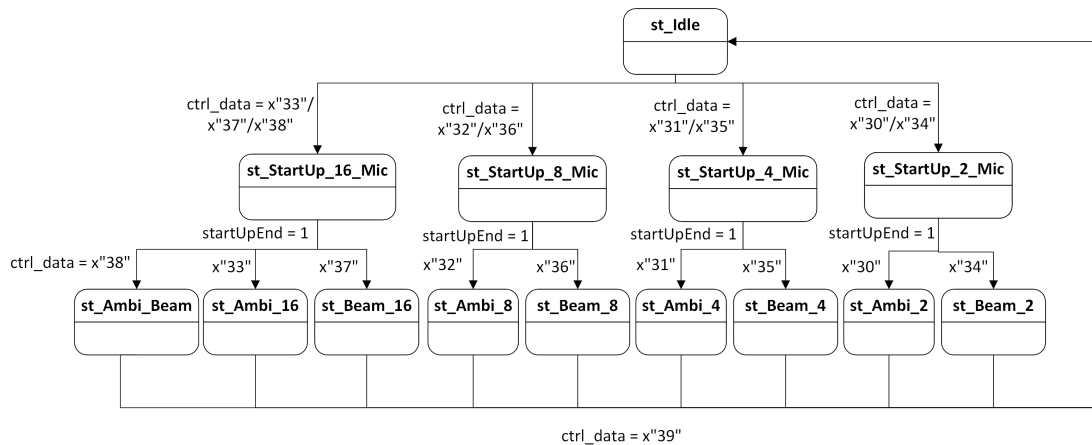 st_Idle
ctrl_data = x"33"/
x"37"/x"38"
ctrl_data =
x"32"/x"36"
ctrl_data =
x"31"/x"35"
ctrl_data =
x"30"/x"34"
st_StartUp_16_Mic
st_StartUp_8_Mic
st_StartUp_4_Mic
st_StartUp_2_Mic
startUpEnd = 1
startUpEnd = 1
startUpEnd = 1
startUpEnd = 1
ctrl_data = x"38"
x"33"
x"37"
x"32"
x"36"
x"31"
x"35"
x"30"
x"34"
st_Ambi_Beam
st_Ambi_16
st_Beam_16
st_Ambi_8
st_Beam_8
st_Ambi_4
st_Beam_4
st_Ambi_2
st_Beam_2
ctrl_data = x"39"